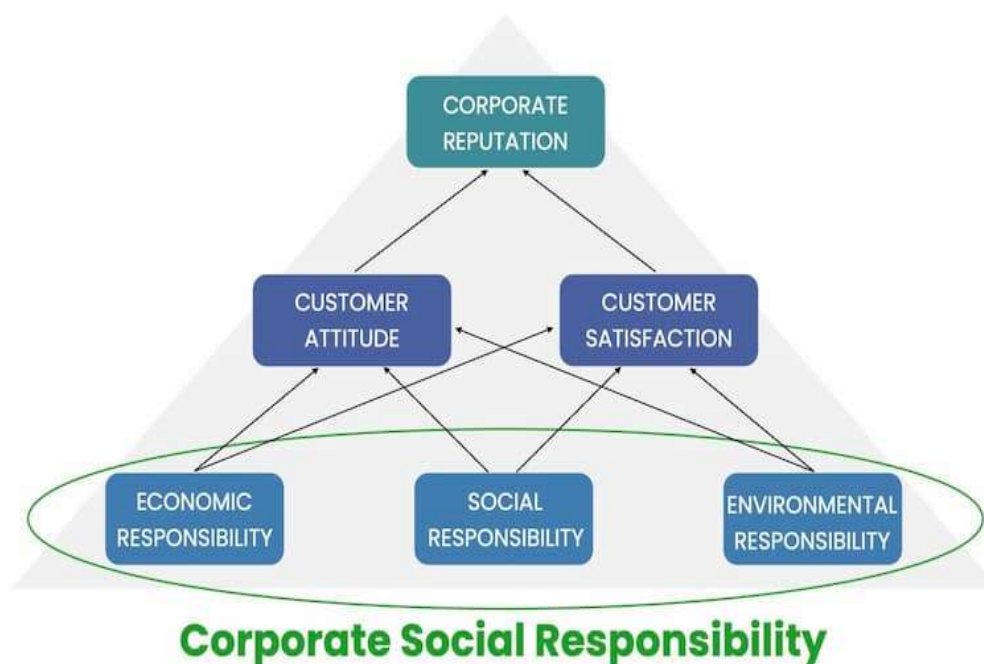 CORPORATE
REPUTATION
CUSTOMER
ATTITUDE
CUSTOMER
SATISFACTION
ECONOMIC
RESPONSIBILITY
SOCIAL
RESPONSIBILITY
ENVIRONMENTAL
RESPONSIBILITY
Corporate Social Responsibility